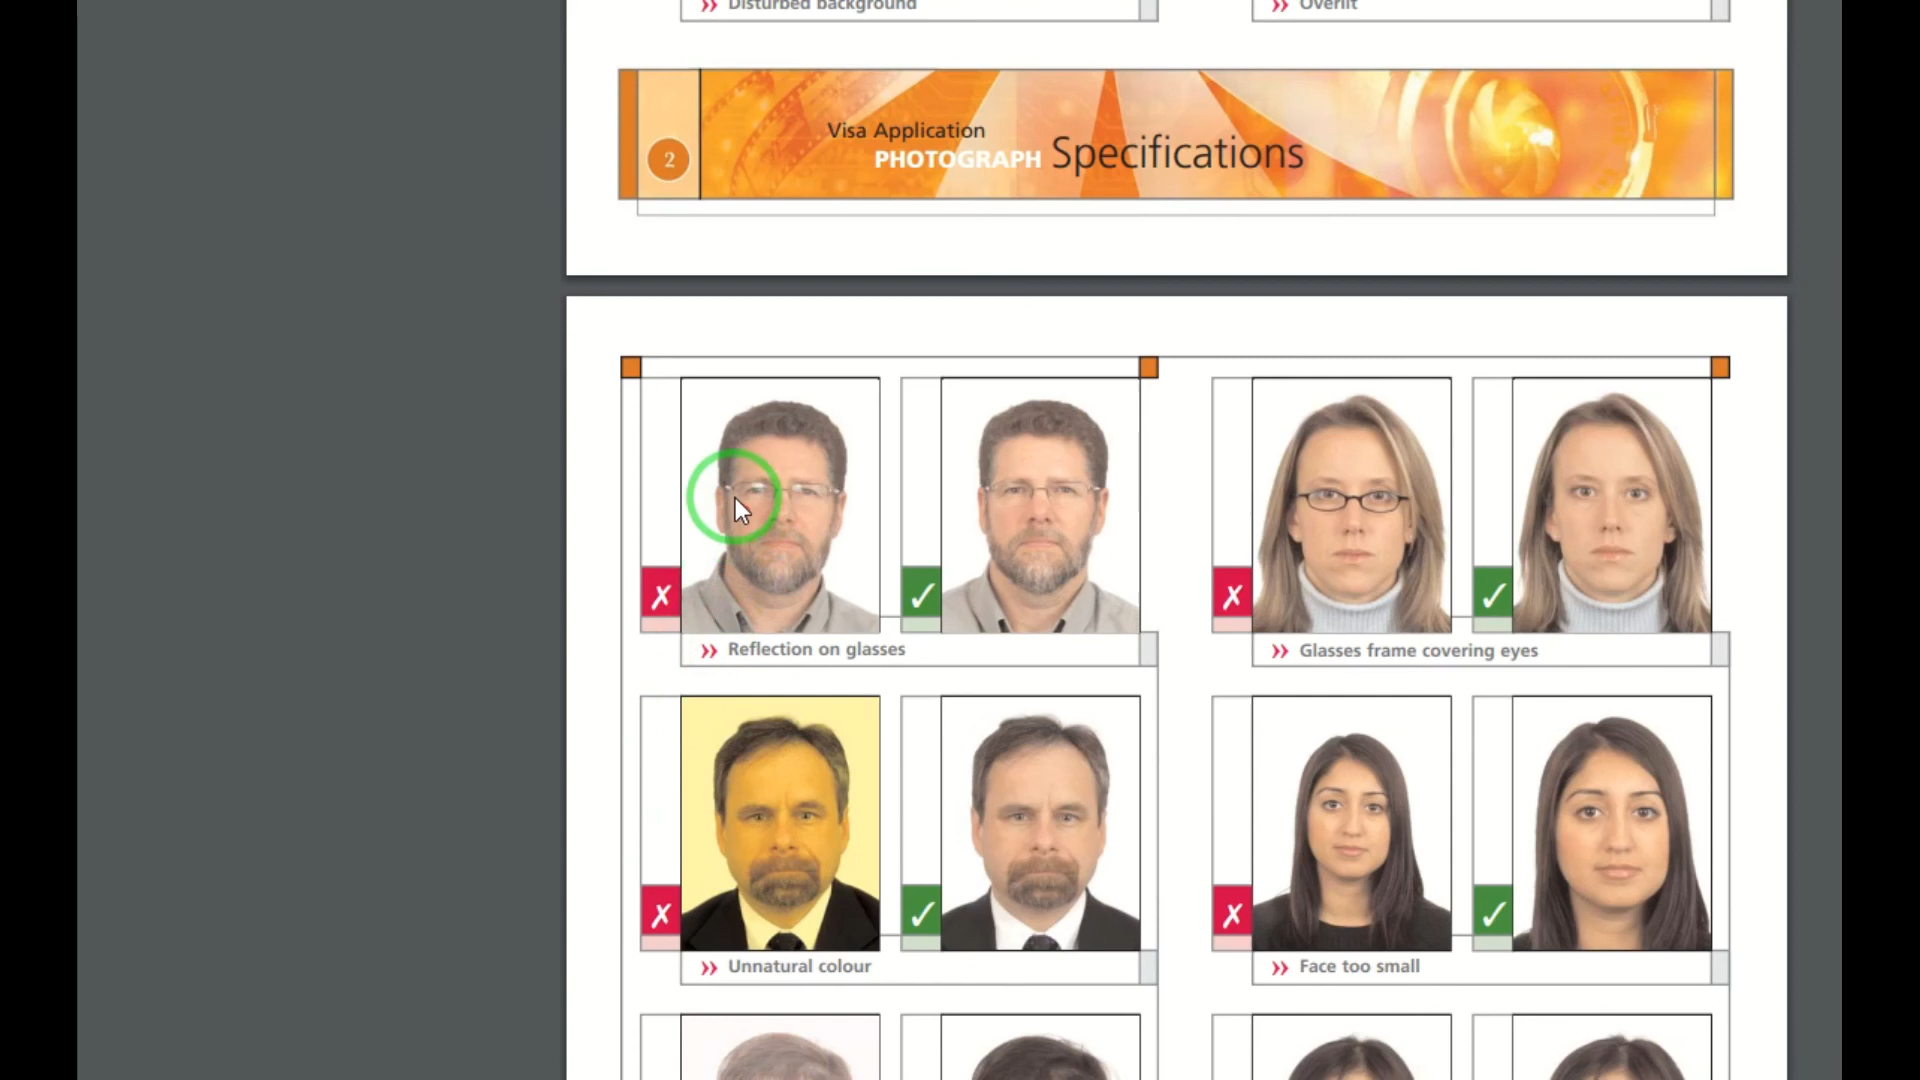 Disturbed background
Overlit
2
Visa Application
PHOTOGRAPH Specifications
Reflection on glasses
Glasses frame covering eyes
Unnatural colour
Face too small